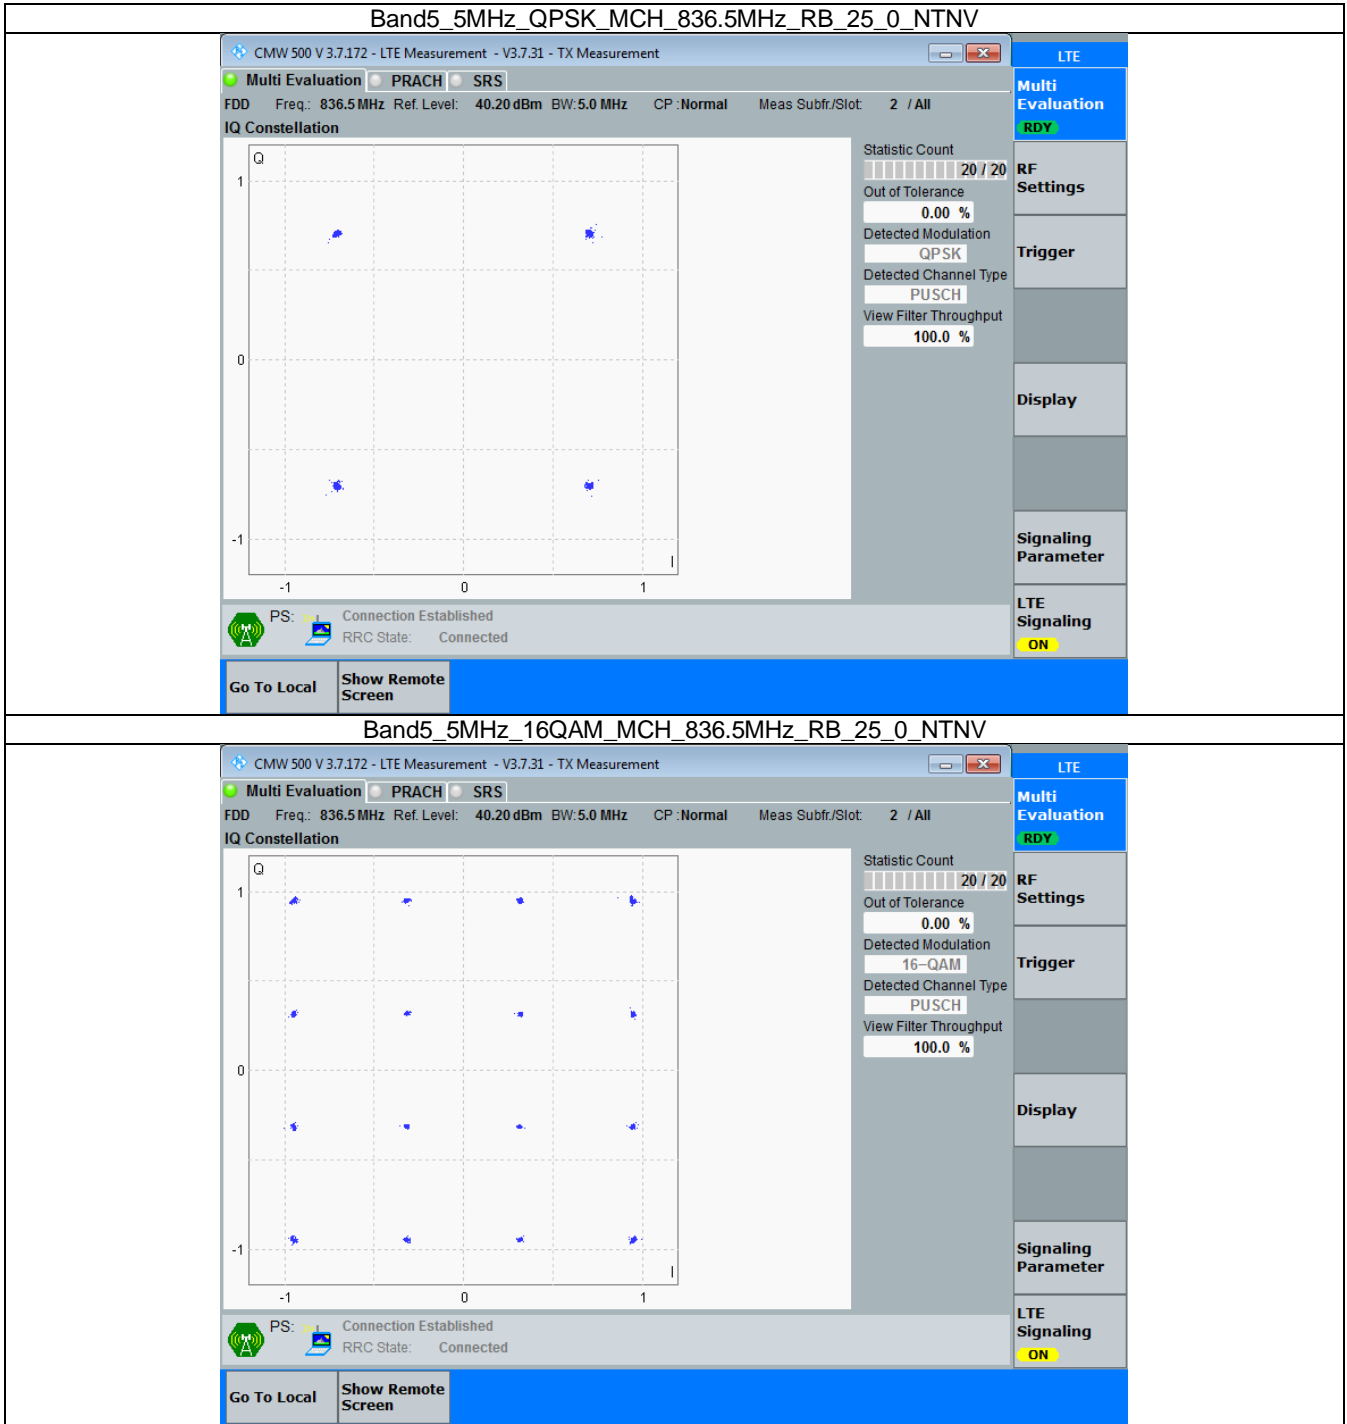 Band5_5MHz_QPSK_MCH_836.5MHz_RB_25_0_NTNV
CMW 500 V 3.7.172 - LTE Measurement - V3.7.31 - TX Measurement
LTE
Multi Evaluation PRACH SRS
Multi Evaluation
RDY
FDD Freq.: 836.5 MHz Ref. Level: 40.20 dBm BW: 5.0 MHz CP : Normal Meas Subfr./Slot: 2 / All
IQ Constellation
Q
1
0
-1
I
-1 0 1
Statistic Count
20 / 20
Out of Tolerance
0.00 %
Detected Modulation
QPSK
Detected Channel Type
PUSCH
View Filter Throughput
100.0 %
RF Settings
Trigger
Display
Signaling Parameter
LTE Signaling
ON
PS: Connection Established
RRC State: Connected
Go To Local
Show Remote Screen
Band5_5MHz_16QAM_MCH_836.5MHz_RB_25_0_NTNV
CMW 500 V 3.7.172 - LTE Measurement - V3.7.31 - TX Measurement
LTE
Multi Evaluation PRACH SRS
Multi Evaluation
RDY
FDD Freq.: 836.5 MHz Ref. Level: 40.20 dBm BW: 5.0 MHz CP : Normal Meas Subfr./Slot: 2 / All
IQ Constellation
Q
1
0
-1
I
-1 0 1
Statistic Count
20 / 20
Out of Tolerance
0.00 %
Detected Modulation
16-QAM
Detected Channel Type
PUSCH
View Filter Throughput
100.0 %
RF Settings
Trigger
Display
Signaling Parameter
LTE Signaling
ON
PS: Connection Established
RRC State: Connected
Go To Local
Show Remote Screen